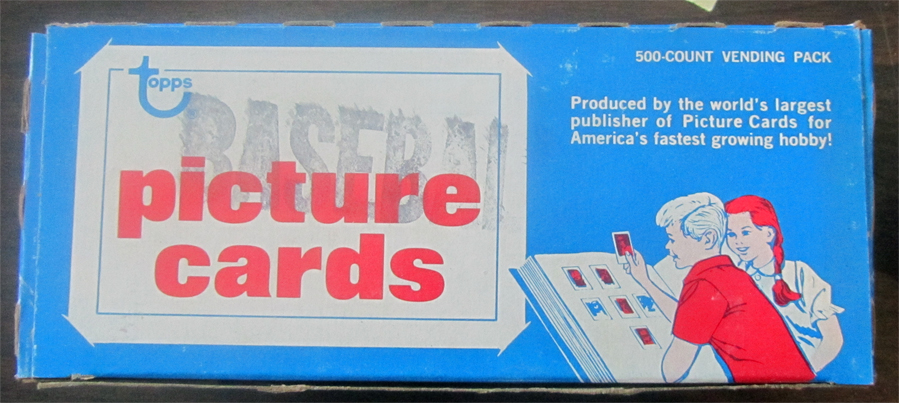 topps
BASEBALL
picture
cards
500-COUNT VENDING PACK
Produced by the world's largest
publisher of Picture Cards for
America's fastest growing hobby!